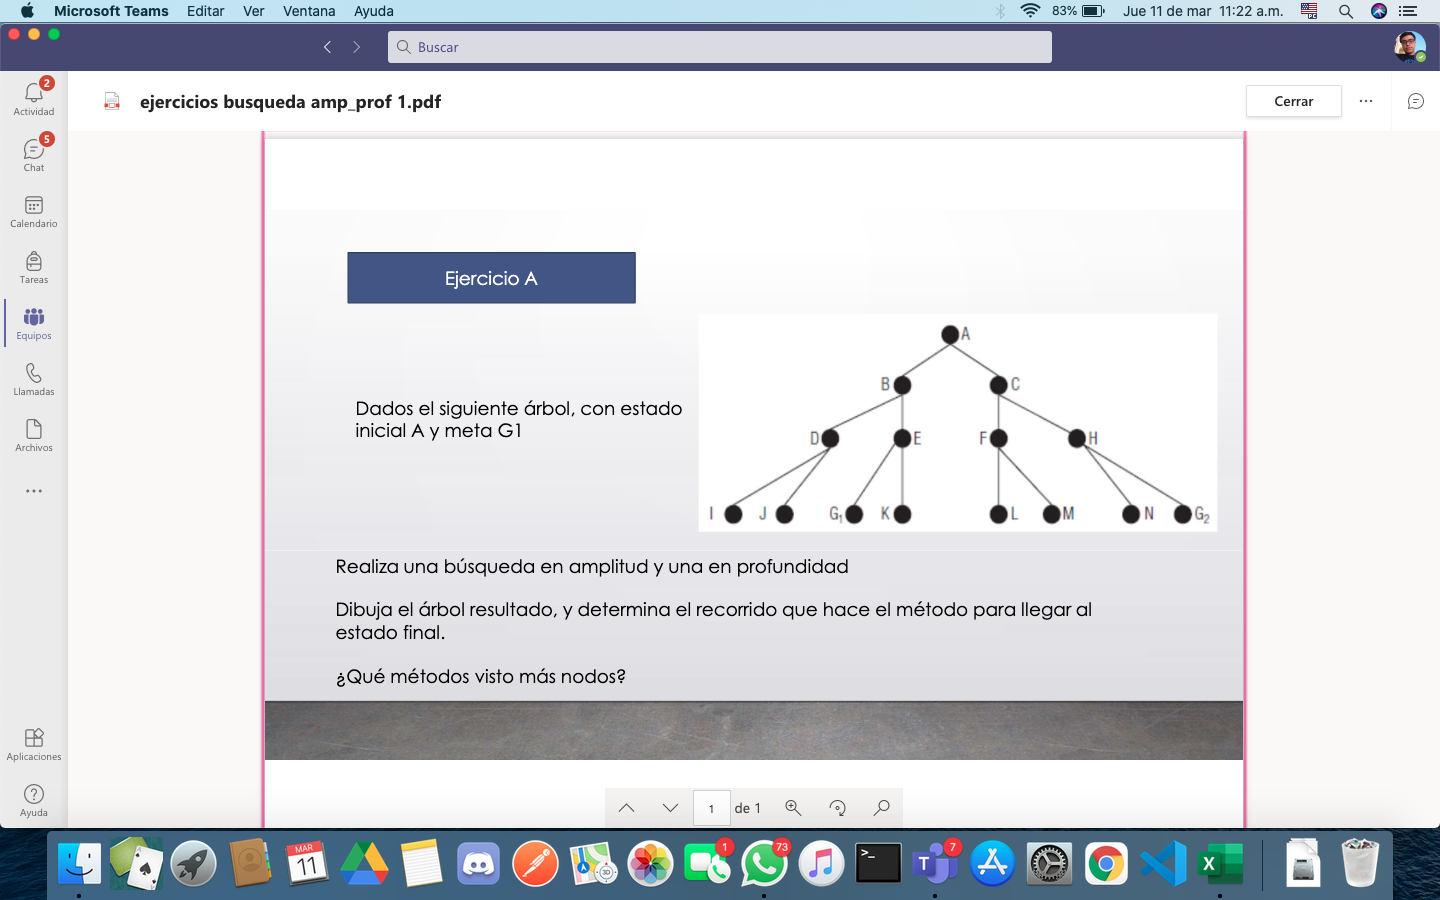 Microsoft Teams Editar Ver Ventana Ayuda 83% Jue 11 de mar 11:22 a.m.
Buscar
2
Actividad
ejercicios busqueda amp_prof 1.pdf
Cerrar
5
Chat
Calendario
Tareas
Equipos
Llamadas
Archivos
Ejercicio A
Dados el siguiente árbol, con estado
inicial A y meta G1
A
B C
D E F H
I J G1 K L M N G2
Realiza una búsqueda en amplitud y una en profundidad
Dibuja el árbol resultado, y determina el recorrido que hace el método para llegar al
estado final.
¿Qué métodos visto más nodos?
Aplicaciones
Ayuda
1 de 1
MAR
11
3D
1
73
>_
T
7
X